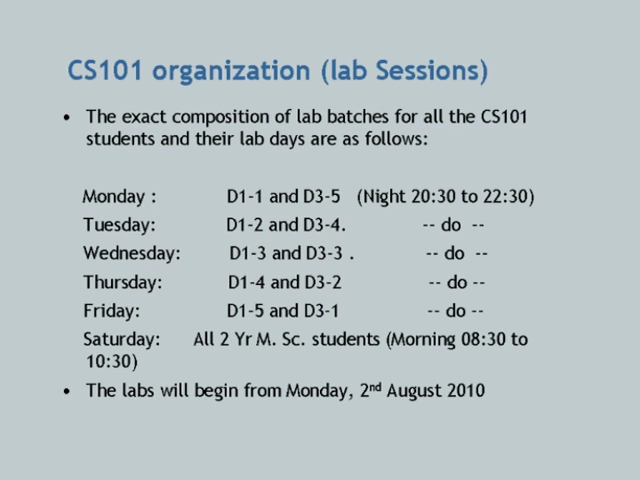 CS101 organization (lab Sessions)
• The exact composition of lab batches for all the CS101
students and their lab days are as follows:
Monday : D1-1 and D3-5 (Night 20:30 to 22:30)
Tuesday: D1-2 and D3-4. -- do --
Wednesday: D1-3 and D3-3 . -- do --
Thursday: D1-4 and D3-2 -- do --
Friday: D1-5 and D3-1 -- do --
Saturday: All 2 Yr M. Sc. students (Morning 08:30 to
10:30)
• The labs will begin from Monday, 2nd August 2010